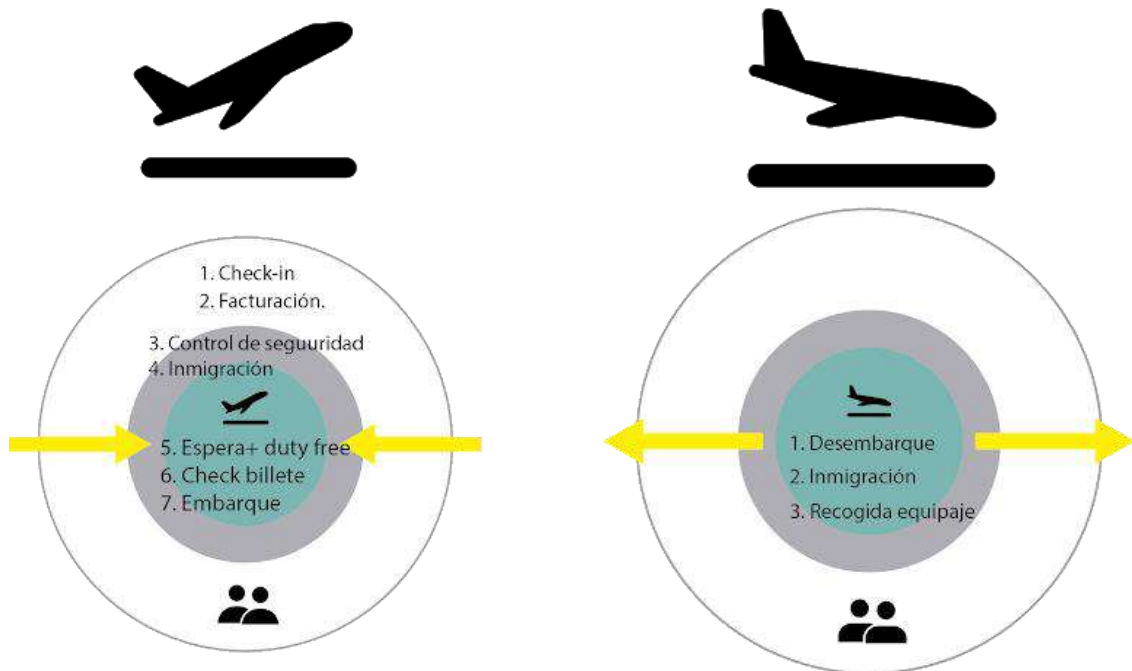 1. Check-in
2. Facturación.
3. Control de seguuridad
4. Inmigración
5. Espera+ duty free
6. Check billete
7. Embarque
1. Desembarque
2. Inmigración
3. Recogida equipaje